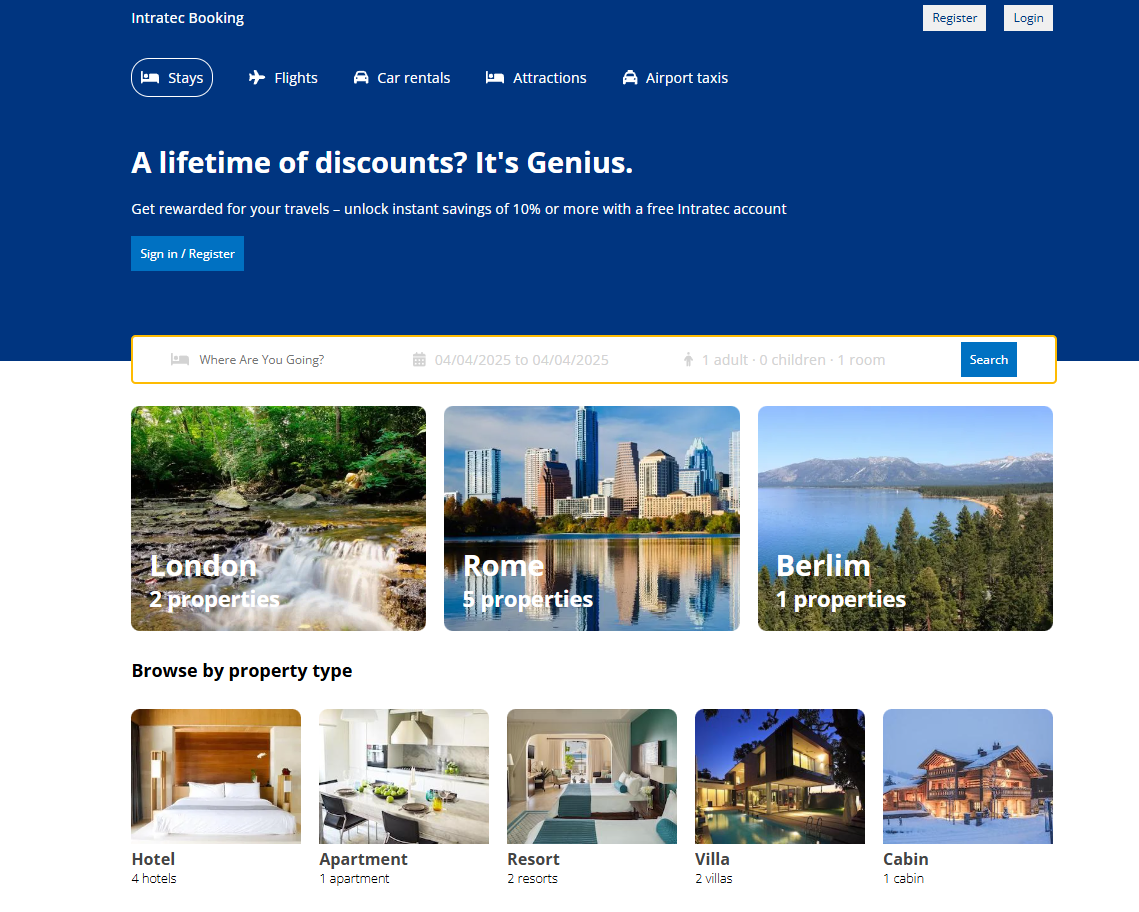 Intratec Booking
Register
Login
Stays
Flights
Car rentals
Attractions
Airport taxis
A lifetime of discounts? It's Genius.
Get rewarded for your travels – unlock instant savings of 10% or more with a free Intratec account
Sign in / Register
Where Are You Going?
04/04/2025 to 04/04/2025
1 adult · 0 children · 1 room
Search
London
2 properties
Rome
5 properties
Berlim
1 properties
Browse by property type
Hotel
4 hotels
Apartment
1 apartment
Resort
2 resorts
Villa
2 villas
Cabin
1 cabin